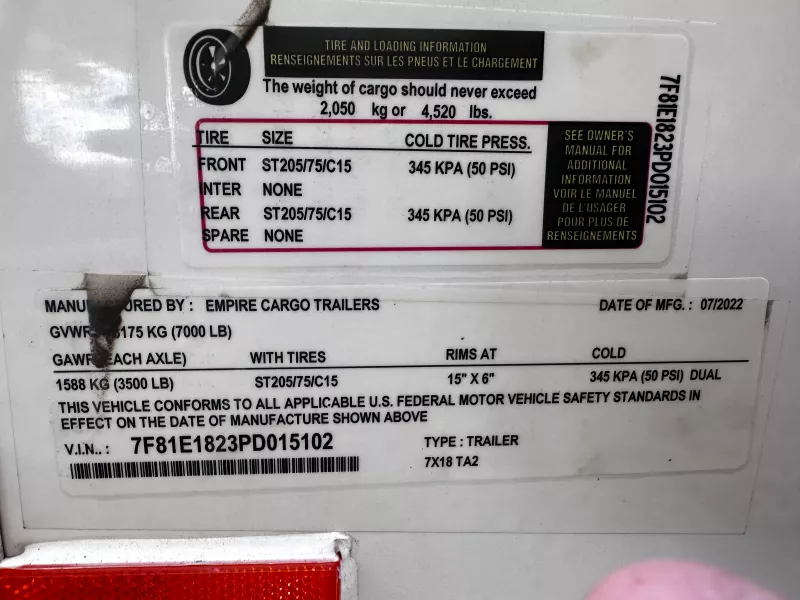 TIRE AND LOADING INFORMATION
RENSEIGNEMENTS SUR LES PNEUS ET LE CHARGEMENT
The weight of cargo should never exceed
2,050 kg or 4,520 lbs.
TIRE SIZE COLD TIRE PRESS.
FRONT ST205/75/C15 345 KPA (50 PSI)
INTER NONE
REAR ST205/75/C15 345 KPA (50 PSI)
SPARE NONE
SEE OWNER'S
MANUAL FOR
ADDITIONAL
INFORMATION
VOIR LE MANUEL
DE L'USAGER
POUR PLUS DE
RENSEIGNEMENTS
7F81E1823PD015102
BY : EMPIRE CARGO TRAILERS DATE OF MFG. : 07/2022
KG (7000 LB)
EACH AXLE) WITH TIRES RIMS AT COLD
1588 KG (3500 LB) ST205/75/C15 15" X 6" 345 KPA (50 PSI) DUAL
THIS VEHICLE CONFORMS TO ALL APPLICABLE U.S. FEDERAL MOTOR VEHICLE SAFETY STANDARDS IN
EFFECT ON THE DATE OF MANUFACTURE SHOWN ABOVE
V.I.N.. : 7F81E1823PD015102 TYPE : TRAILER
7X18 TA2